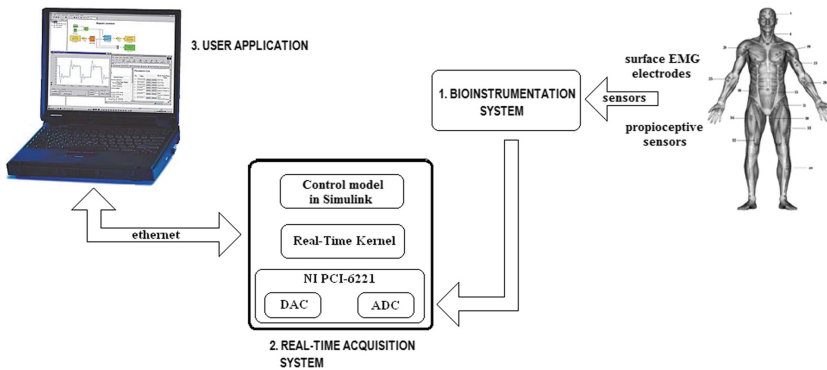 3. USER APPLICATION
surface EMG
electrodes
1. BIOINSTRUMENTATION
SYSTEM
sensors
propioceptive
sensors
Control model
in Simulink
ethernet
Real-Time Kernel
NI PCI-6221
DAC
ADC
2. REAL-TIME ACQUISITION
SYSTEM